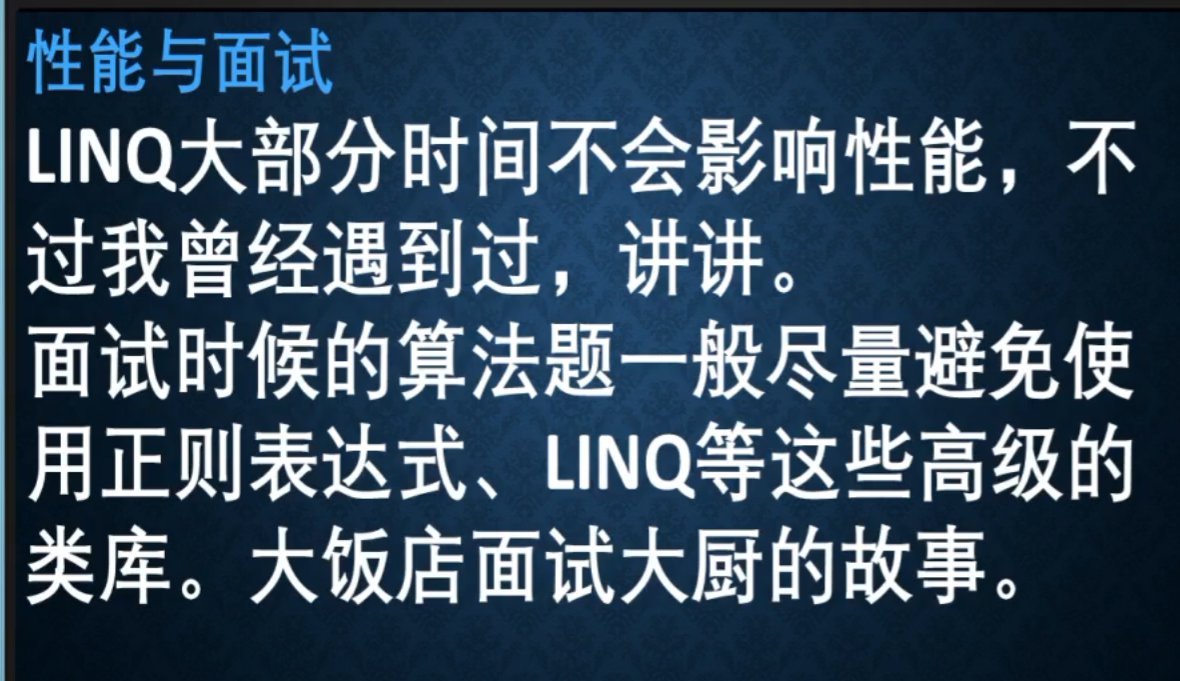 性能与面试
LINQ大部分时间不会影响性能，不
过我曾经遇到过，讲讲。
面试时候的算法题一般尽量避免使
用正则表达式、LINQ等这些高级的
类库。大饭店面试大厨的故事。